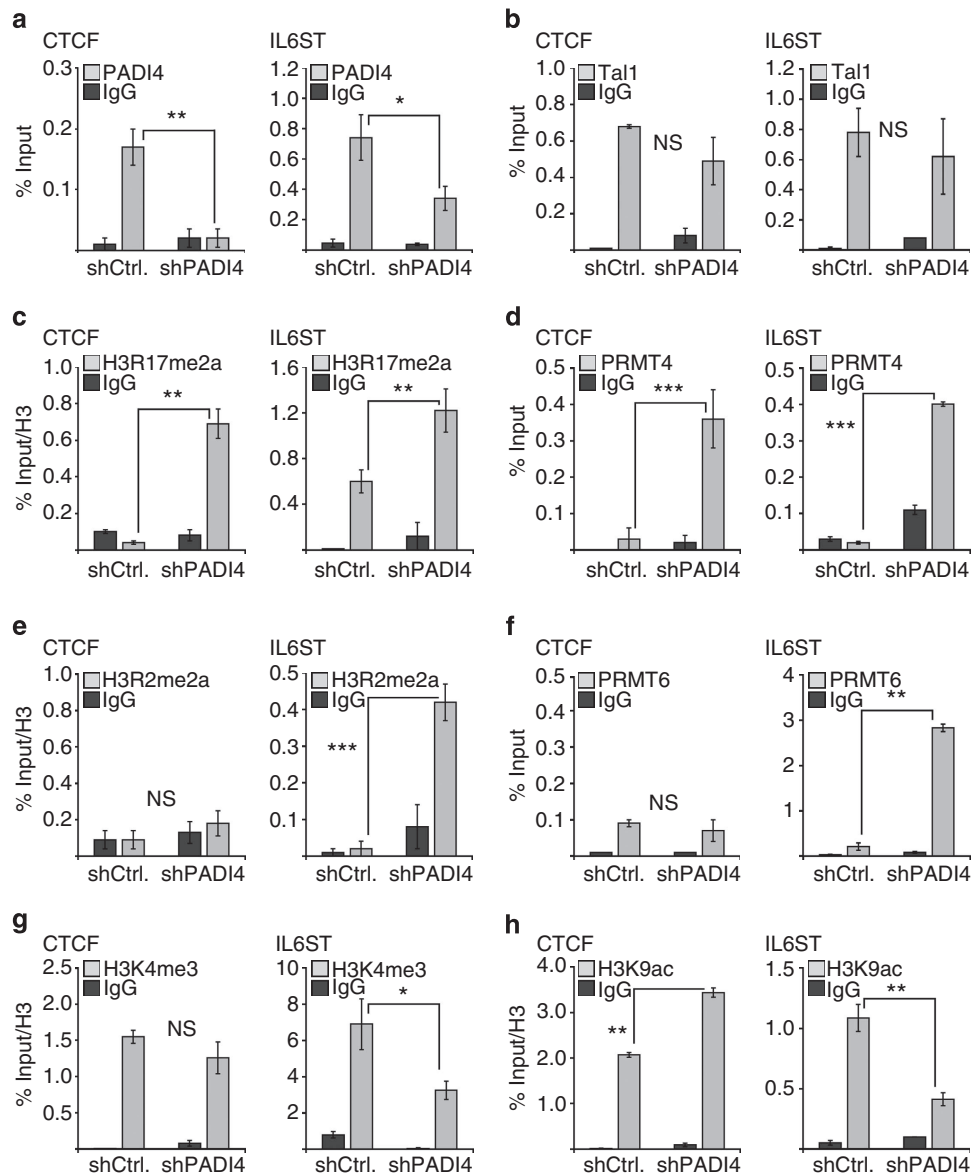 a
CTCF
0.3
0.2
0.1
% Input
PADI4
IgG
**
shCtrl. shPADI4
IL6ST
1.2
1.0
0.8
0.6
0.4
0.2
PADI4
IgG
*
shCtrl. shPADI4
b
CTCF
1.0
0.8
0.6
0.4
0.2
% Input
Tal1
IgG
NS
shCtrl. shPADI4
IL6ST
1.2
1.0
0.8
0.6
0.4
0.2
Tal1
IgG
NS
shCtrl. shPADI4
c
CTCF
1.0
0.8
0.6
0.4
0.2
% Input/H3
H3R17me2a
IgG
**
shCtrl. shPADI4
IL6ST
1.6
1.2
0.8
0.4
H3R17me2a
IgG
**
shCtrl. shPADI4
d
CTCF
0.5
0.4
0.3
0.2
0.1
% Input
PRMT4
IgG
***
shCtrl. shPADI4
IL6ST
0.5
0.4
0.3
0.2
0.1
PRMT4
IgG
***
shCtrl. shPADI4
e
CTCF
1.0
0.8
0.6
0.4
0.2
% Input/H3
H3R2me2a
IgG
NS
shCtrl. shPADI4
IL6ST
0.5
0.4
0.3
0.2
0.1
H3R2me2a
IgG
***
shCtrl. shPADI4
f
CTCF
0.5
0.4
0.3
0.2
0.1
% Input
PRMT6
IgG
NS
shCtrl. shPADI4
IL6ST
4
3
2
1
PRMT6
IgG
**
shCtrl. shPADI4
g
CTCF
2.5
2.0
1.5
1.0
0.5
% Input/H3
H3K4me3
IgG
NS
shCtrl. shPADI4
IL6ST
10
8
6
4
2
H3K4me3
IgG
*
shCtrl. shPADI4
h
CTCF
4.0
3.0
2.0
1.0
% Input/H3
H3K9ac
IgG
**
shCtrl. shPADI4
IL6ST
1.5
1.0
0.5
H3K9ac
IgG
**
shCtrl. shPADI4